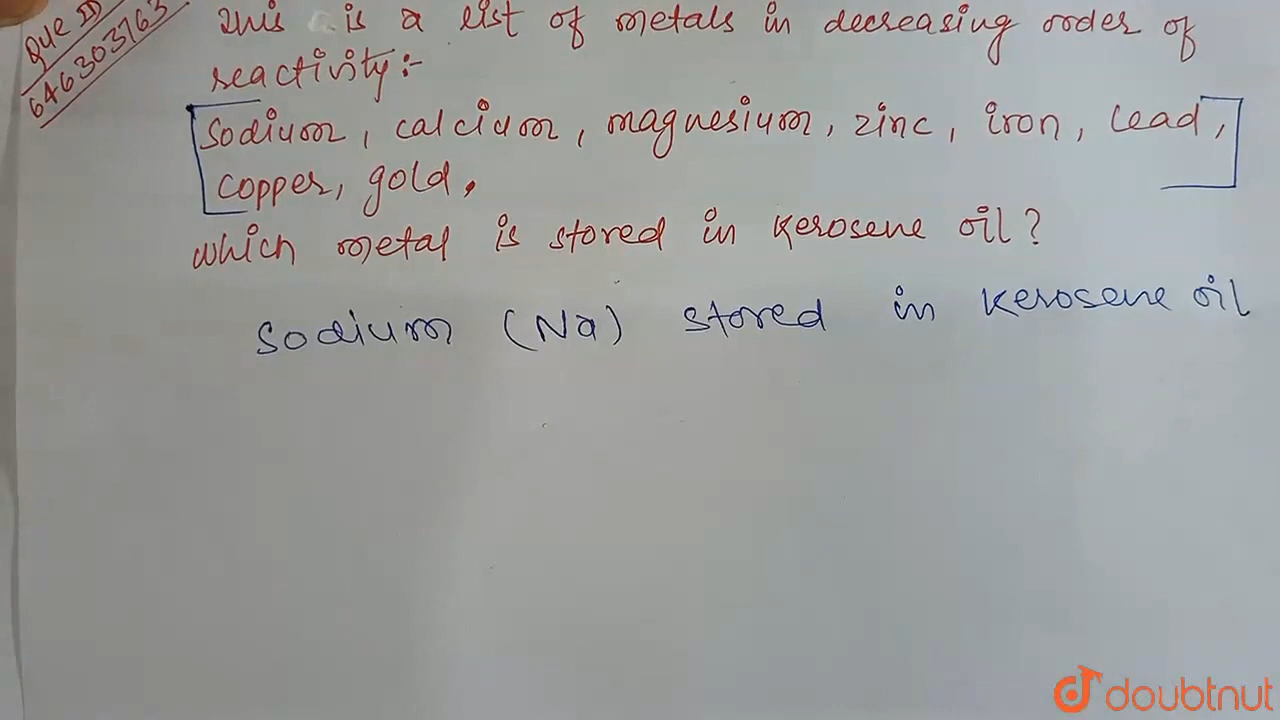 Que ID
646303763
This is a list of metals in decreasing order of
reactivity:-
Sodium, calcium, magnesium, zinc, iron, lead,
copper, gold,
which metal is stored in kerosene oil?
Sodium (Na) stored in kerosene oil
doubtnut